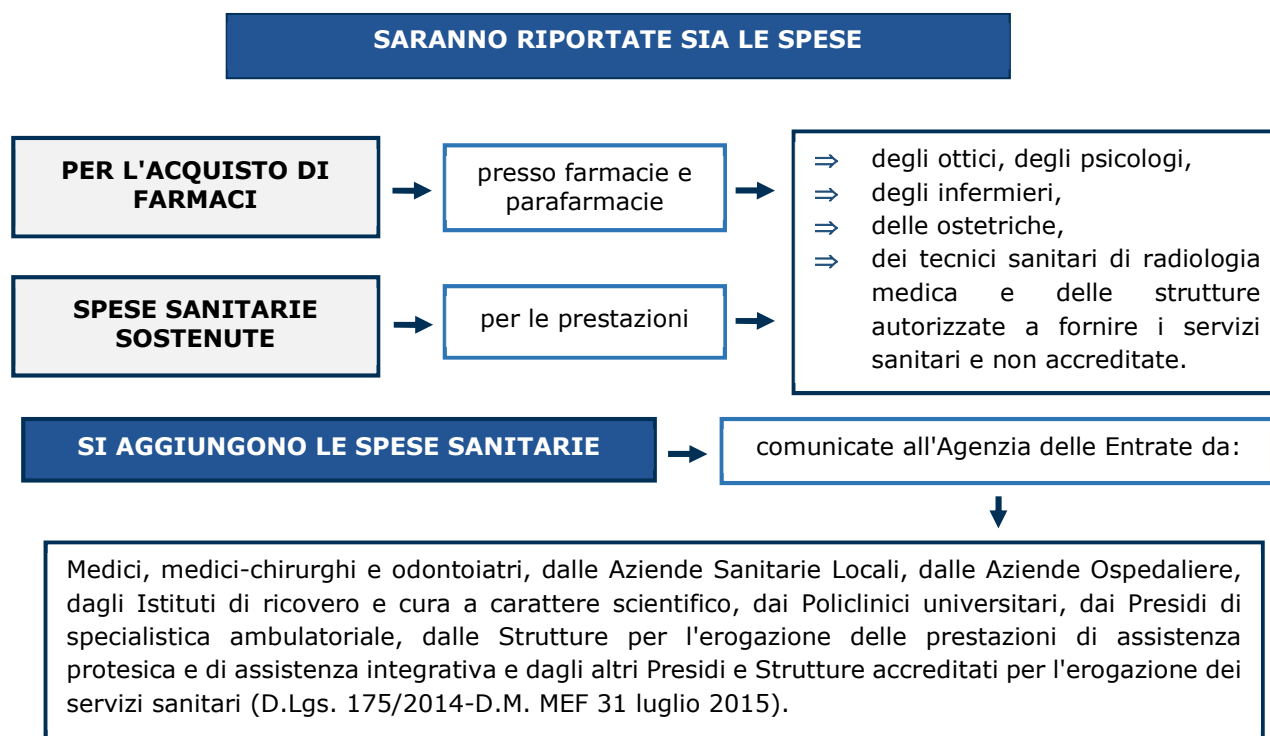 SARANNO RIPORTATE SIA LE SPESE
PER L'ACQUISTO DI
FARMACI
presso farmacie e
parafarmacie
⇒ degli ottici, degli psicologi,
⇒ degli infermieri,
⇒ delle ostetriche,
⇒ dei tecnici sanitari di radiologia
medica e delle strutture
autorizzate a fornire i servizi
sanitari e non accreditate.
SPESE SANITARIE
SOSTENUTE
per le prestazioni
SI AGGIUNGONO LE SPESE SANITARIE
comunicate all'Agenzia delle Entrate da:
Medici, medici-chirurghi e odontoiatri, dalle Aziende Sanitarie Locali, dalle Aziende Ospedaliere,
dagli Istituti di ricovero e cura a carattere scientifico, dai Policlinici universitari, dai Presidi di
specialistica ambulatoriale, dalle Strutture per l'erogazione delle prestazioni di assistenza
protesica e di assistenza integrativa e dagli altri Presidi e Strutture accreditati per l'erogazione dei
servizi sanitari (D.Lgs. 175/2014-D.M. MEF 31 luglio 2015).